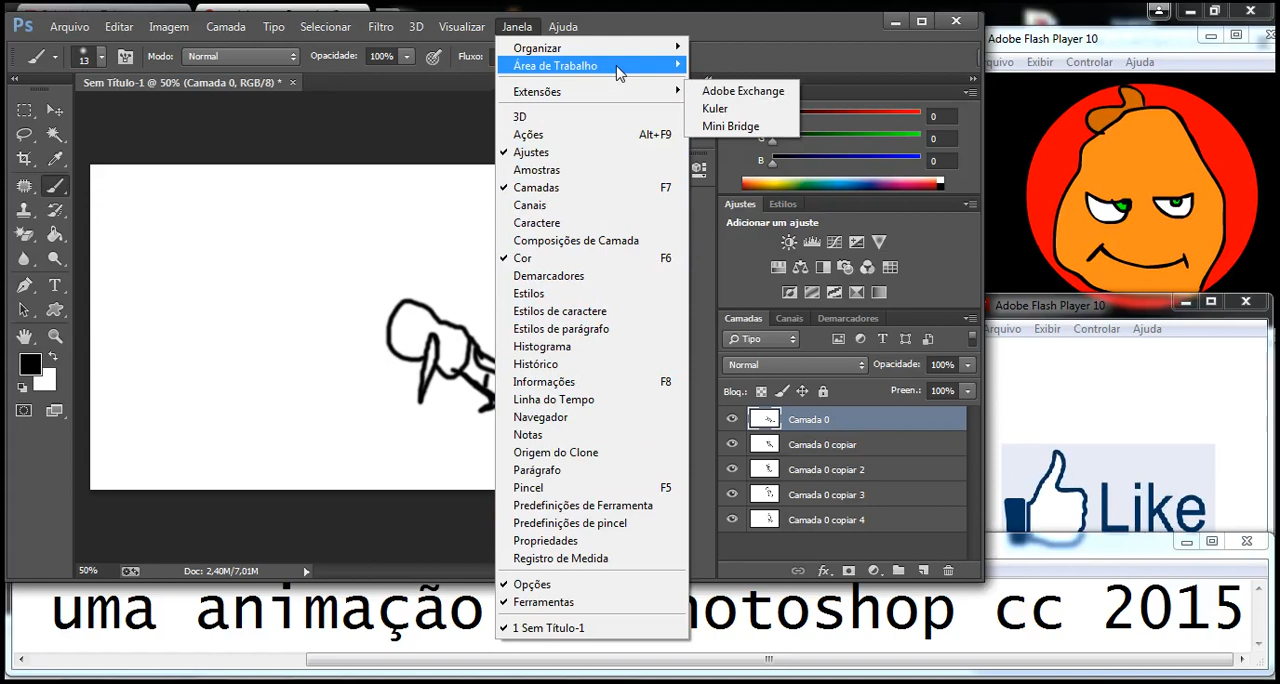 Ps Arquivo Editar Imagem Camada Tipo Selecionar Filtro 3D Visualizar Janela Ajuda
13 Modo: Normal Opacidade: 100% Fluxo:
Sem Título-1 @ 50% (Camada 0, RGB/8) *
Organizar
Área de Trabalho
Extensões
3D
Ações Alt+F9
Ajustes
Amostras
Camadas F7
Canais
Caractere
Composições de Camada
Cor F6
Demarcadores
Estilos
Estilos de caractere
Estilos de parágrafo
Histograma
Histórico
Informações F8
Linha do Tempo
Navegador
Notas
Origem do Clone
Parágrafo
Pincel F5
Predefinições de Ferramenta
Predefinições de pincel
Propriedades
Registro de Medida
Opções
Ferramentas
1 Sem Título-1
Adobe Exchange
Kuler
Mini Bridge
0
G 0
B 0
Ajustes Estilos
Adicionar um ajuste
Camadas Canais Demarcadores
Tipo
Normal Opacidade: 100%
Bloq.: Preen.: 100%
Camada 0
Camada 0 copiar
Camada 0 copiar 2
Camada 0 copiar 3
Camada 0 copiar 4
fx
50% Doc: 2,40M/7,01M
Adobe Flash Player 10
Exibir Controlar Ajuda
Adobe Flash Player 10
Arquivo Exibir Controlar Ajuda
Like
uma animação
cc 2015